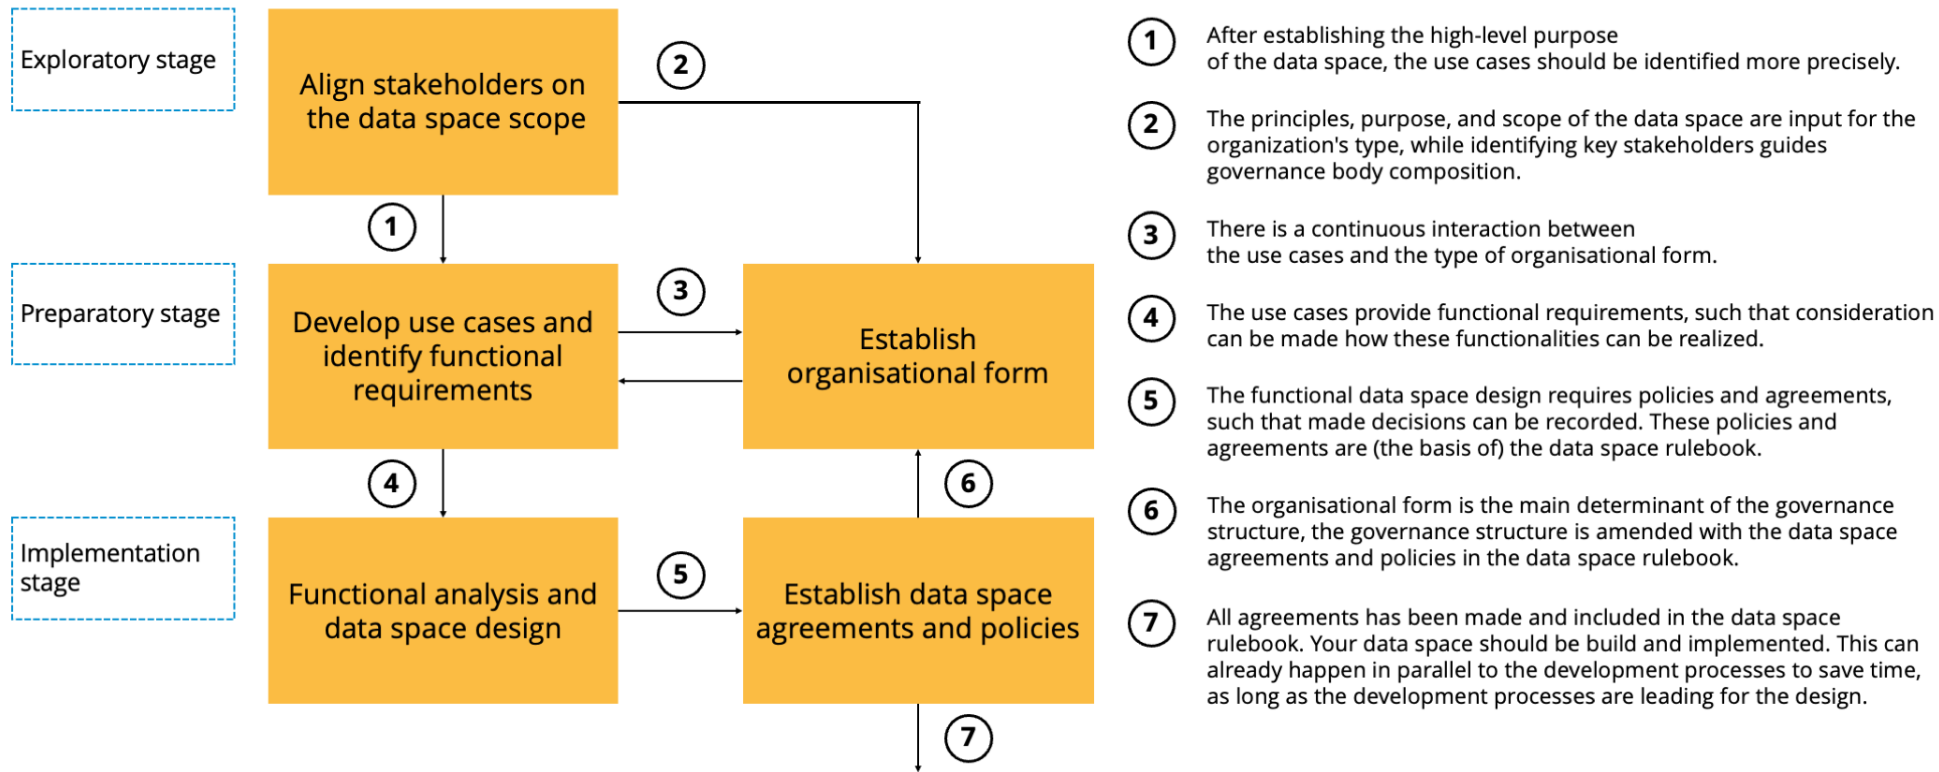 Exploratory stage
Align stakeholders on
the data space scope
2
1
Preparatory stage
Develop use cases and
identify functional
requirements
3
Establish
organisational form
4
6
Implementation
stage
Functional analysis and
data space design
5
Establish data space
agreements and policies
7
1
After establishing the high-level purpose
of the data space, the use cases should be identified more precisely.
2
The principles, purpose, and scope of the data space are input for the
organization's type, while identifying key stakeholders guides
governance body composition.
3
There is a continuous interaction between
the use cases and the type of organisational form.
4
The use cases provide functional requirements, such that consideration
can be made how these functionalities can be realized.
5
The functional data space design requires policies and agreements,
such that made decisions can be recorded. These policies and
agreements are (the basis of) the data space rulebook.
6
The organisational form is the main determinant of the governance
structure, the governance structure is amended with the data space
agreements and policies in the data space rulebook.
7
All agreements has been made and included in the data space
rulebook. Your data space should be build and implemented. This can
already happen in parallel to the development processes to save time,
as long as the development processes are leading for the design.